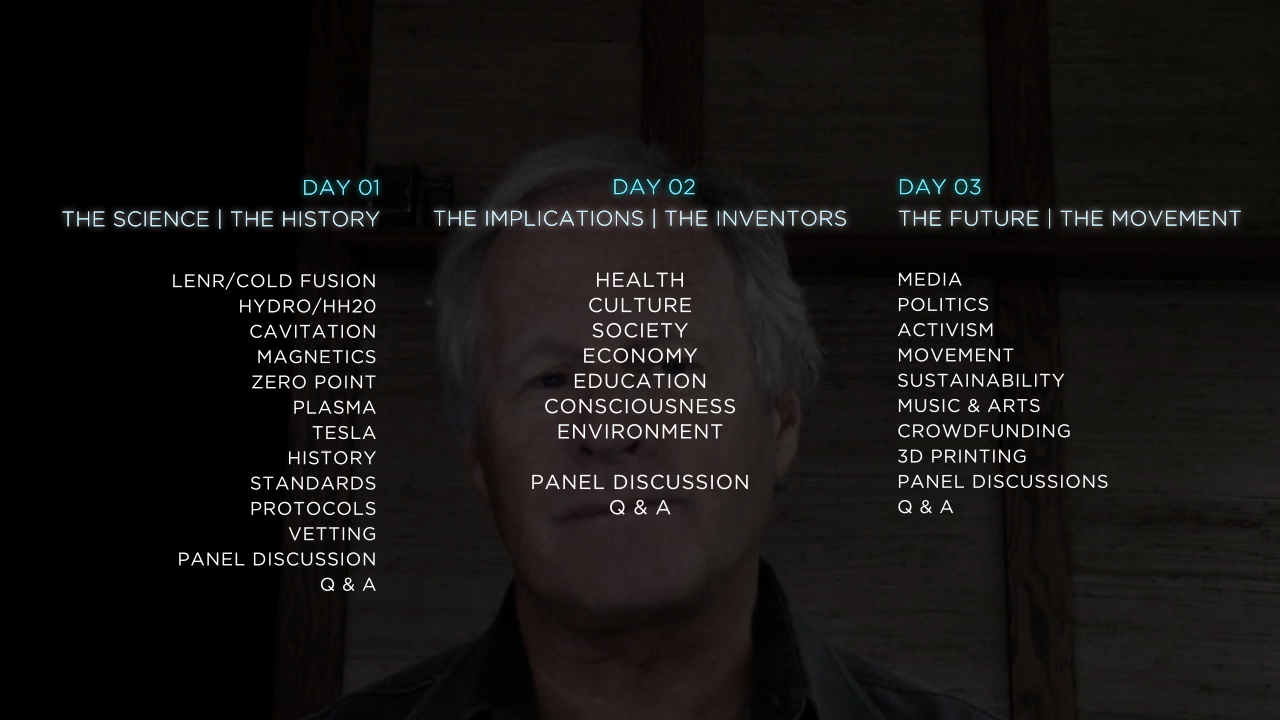 DAY 01
THE SCIENCE | THE HISTORY
LENR/COLD FUSION
HYDRO/HH20
CAVITATION
MAGNETICS
ZERO POINT
PLASMA
TESLA
HISTORY
STANDARDS
PROTOCOLS
VETTING
PANEL DISCUSSION
Q & A
DAY 02
THE IMPLICATIONS | THE INVENTORS
HEALTH
CULTURE
SOCIETY
ECONOMY
EDUCATION
CONSCIOUSNESS
ENVIRONMENT
PANEL DISCUSSION
Q & A
DAY 03
THE FUTURE | THE MOVEMENT
MEDIA
POLITICS
ACTIVISM
MOVEMENT
SUSTAINABILITY
MUSIC & ARTS
CROWDFUNDING
3D PRINTING
PANEL DISCUSSIONS
Q & A